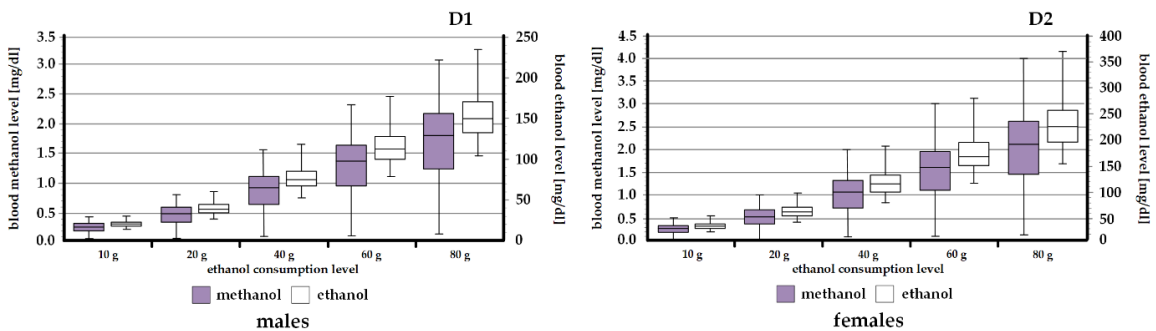 D1
blood methanol level [mg/dl]
3.5
3.0
2.5
2.0
1.5
1.0
0.5
0.0
250
200
150
100
50
0
blood ethanol level [mg/dl]
10 g 20 g 40 g 60 g 80 g
ethanol consumption level
methanol ethanol
males
D2
blood methanol level [mg/dl]
4.5
4.0
3.5
3.0
2.5
2.0
1.5
1.0
0.5
0.0
400
350
300
250
200
150
100
50
0
blood ethanol level [mg/dl]
10 g 20 g 40 g 60 g 80 g
ethanol consumption level
methanol ethanol
females